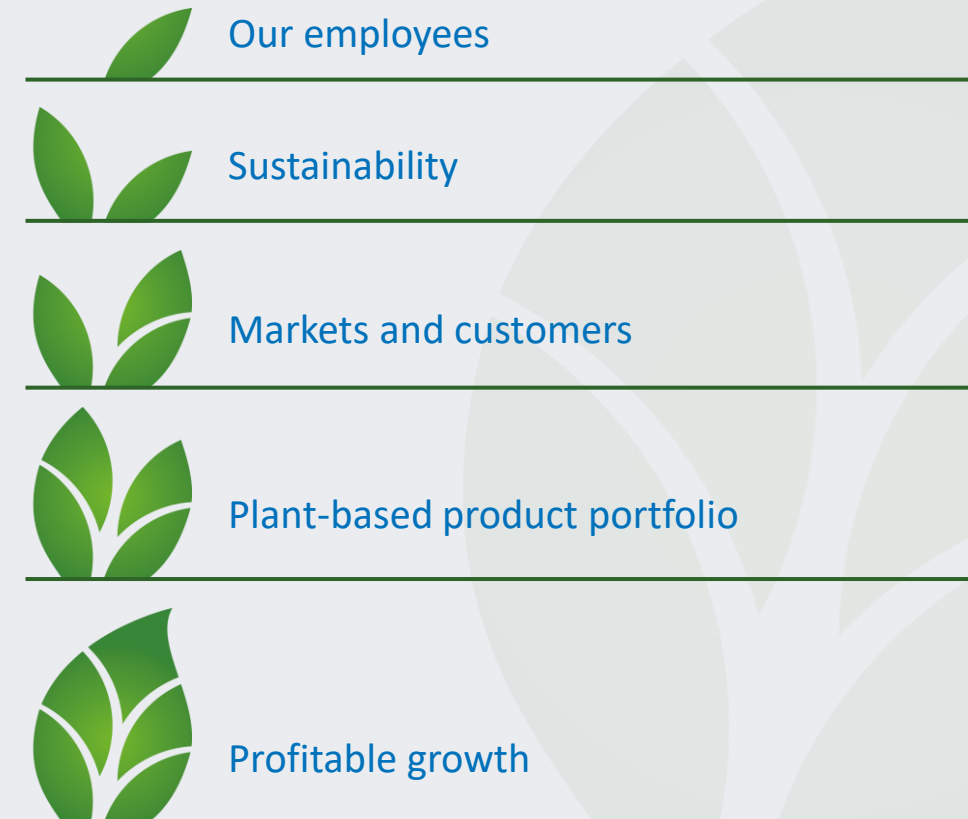 Our employees
Sustainability
Markets and customers
Plant-based product portfolio
Profitable growth